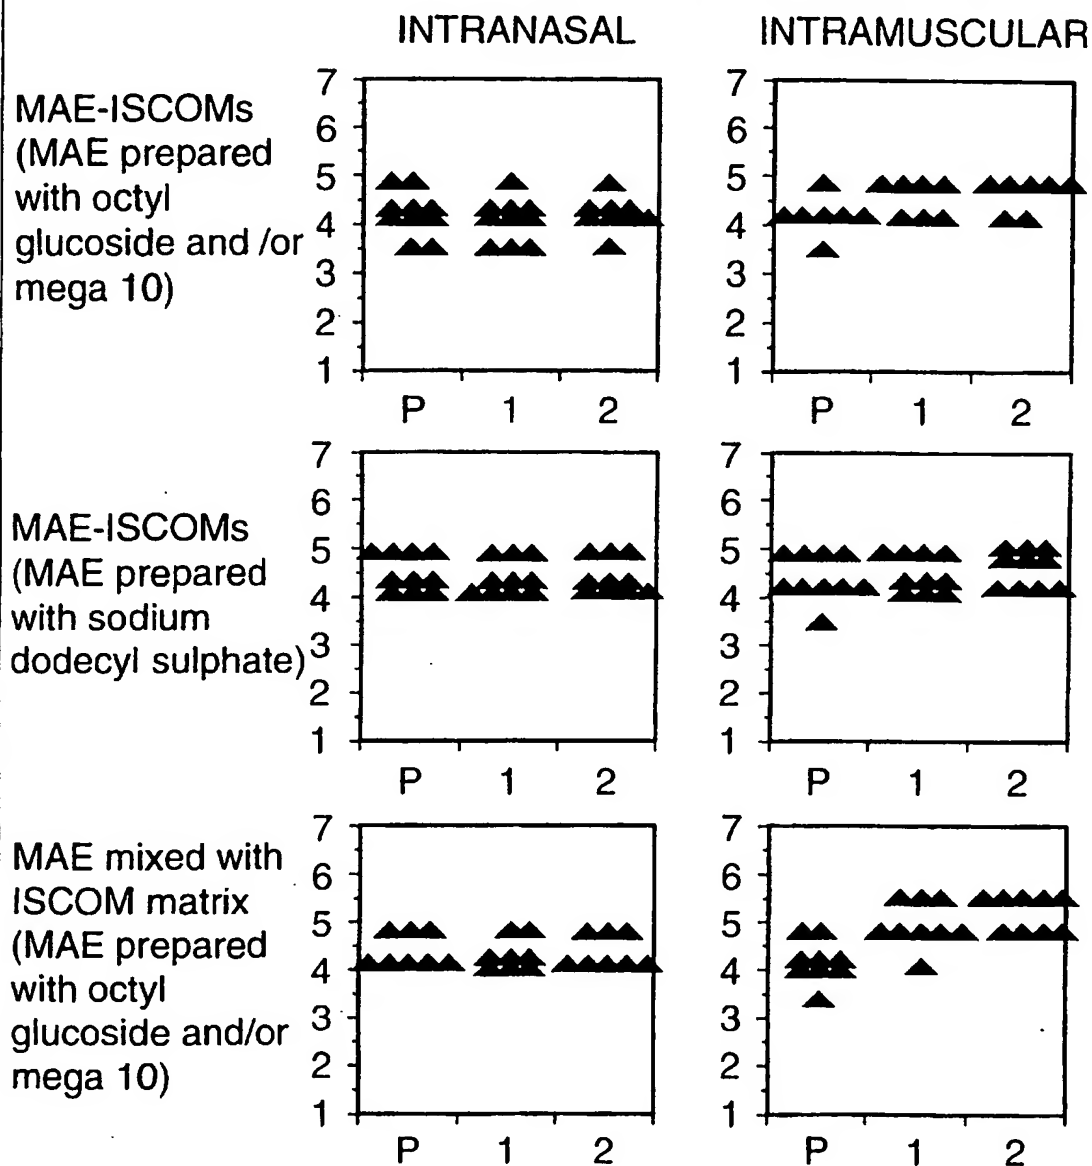 INTRANASAL INTRAMUSCULAR
MAE-ISCOMs
(MAE prepared
with octyl
glucoside and /or
mega 10)
7 6 5 4 3 2 1
P 1 2
7 6 5 4 3 2 1
P 1 2
MAE-ISCOMs
(MAE prepared
with sodium
dodecyl sulphate)
7 6 5 4 3 2 1
P 1 2
7 6 5 4 3 2 1
P 1 2
MAE mixed with
ISCOM matrix
(MAE prepared
with octyl
glucoside and/or
mega 10)
7 6 5 4 3 2 1
P 1 2
7 6 5 4 3 2 1
P 1 2